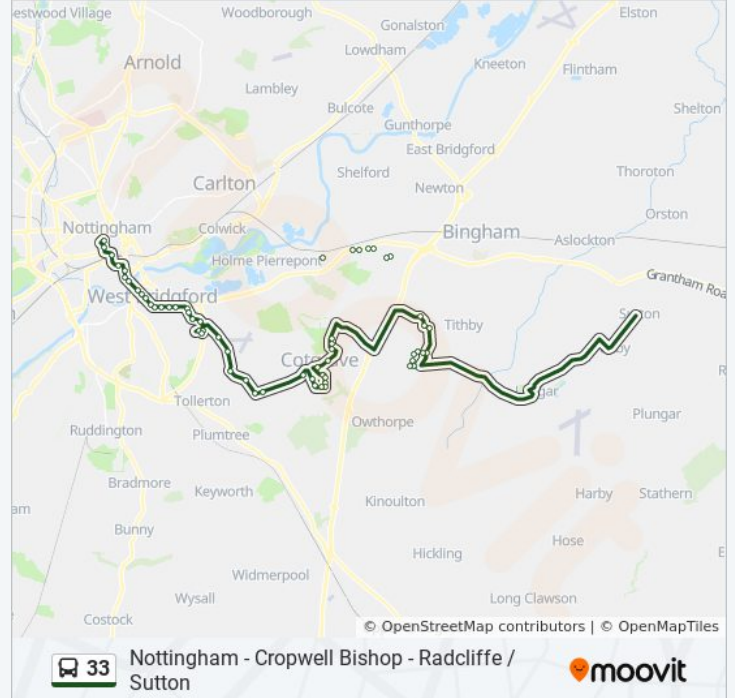 estwood Village
Woodborough
Elston
Gonalston
Lowdham
Arnold
Kneeton
Flintham
Lambley
Bulcote
Shelton
Gunthorpe
East Bridgford
Shelford
Thoroton
Carlton
Newton
Orston
Nottingham
Colwick
Bingham
Aslockton
Holme Pierrepont
Grantham Roa
West Bridgford
Tithby
Cotgrave
Tollerton
Plungar
Owthorpe
Ruddington
Plumtree
Bradmore
Keyworth
Harby
Stathern
am
Kinoulton
Bunny
Hose
Hickling
E
Widmerpool
Wysall
Long Clawson
Costock
© OpenStreetMap contributors | © OpenMapTiles
33
Nottingham - Cropwell Bishop - Radcliffe /
Sutton
moovit